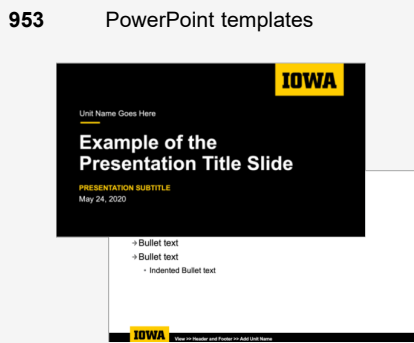 953 PowerPoint templates
IOWA
Unit Name Goes Here
Example of the
Presentation Title Slide
PRESENTATION SUBTITLE
May 24, 2020
→ Bullet text
→ Bullet text
• Indented Bullet text
IOWA View >> Header and Footer >> Add Unit Name